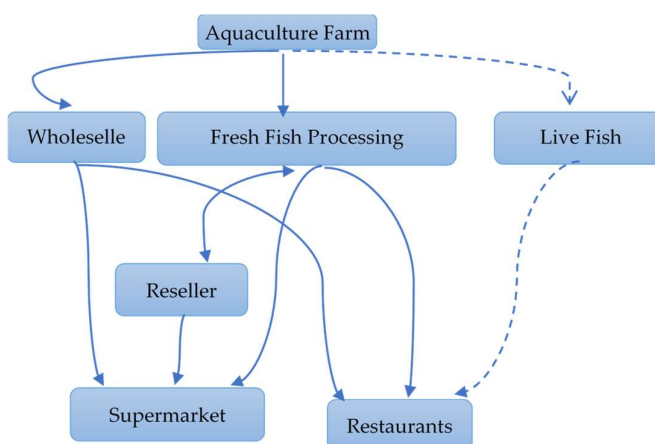 Aquaculture Farm
Wholeselle
Fresh Fish Processing
Live Fish
Reseller
Supermarket
Restaurants